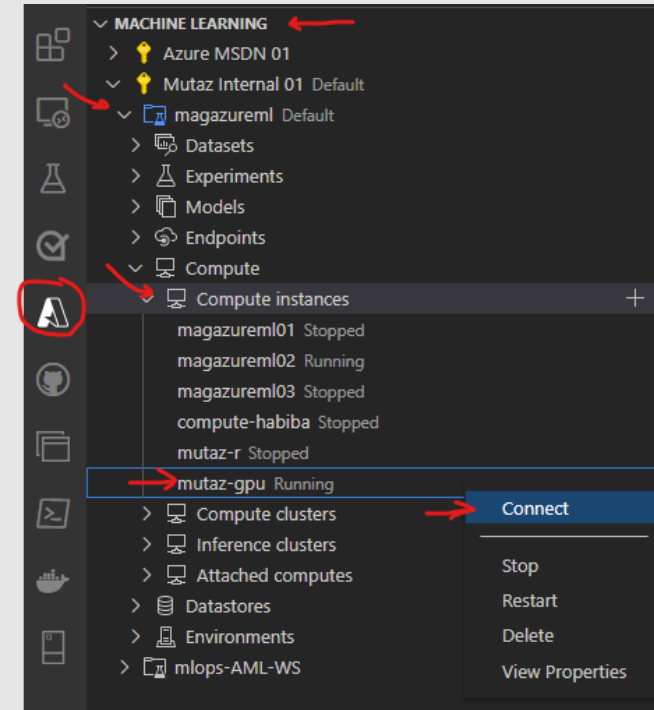 MACHINE LEARNING
Azure MSDN 01
Mutaz Internal 01 Default
magazureml Default
Datasets
Experiments
Models
Endpoints
Compute
Compute instances
magazureml01 Stopped
magazureml02 Running
magazureml03 Stopped
compute-habiba Stopped
mutaz-r Stopped
mutaz-gpu Running
Connect
Compute clusters
Inference clusters
Stop
Attached computes
Restart
Datastores
Environments
Delete
mlops-AML-WS
View Properties